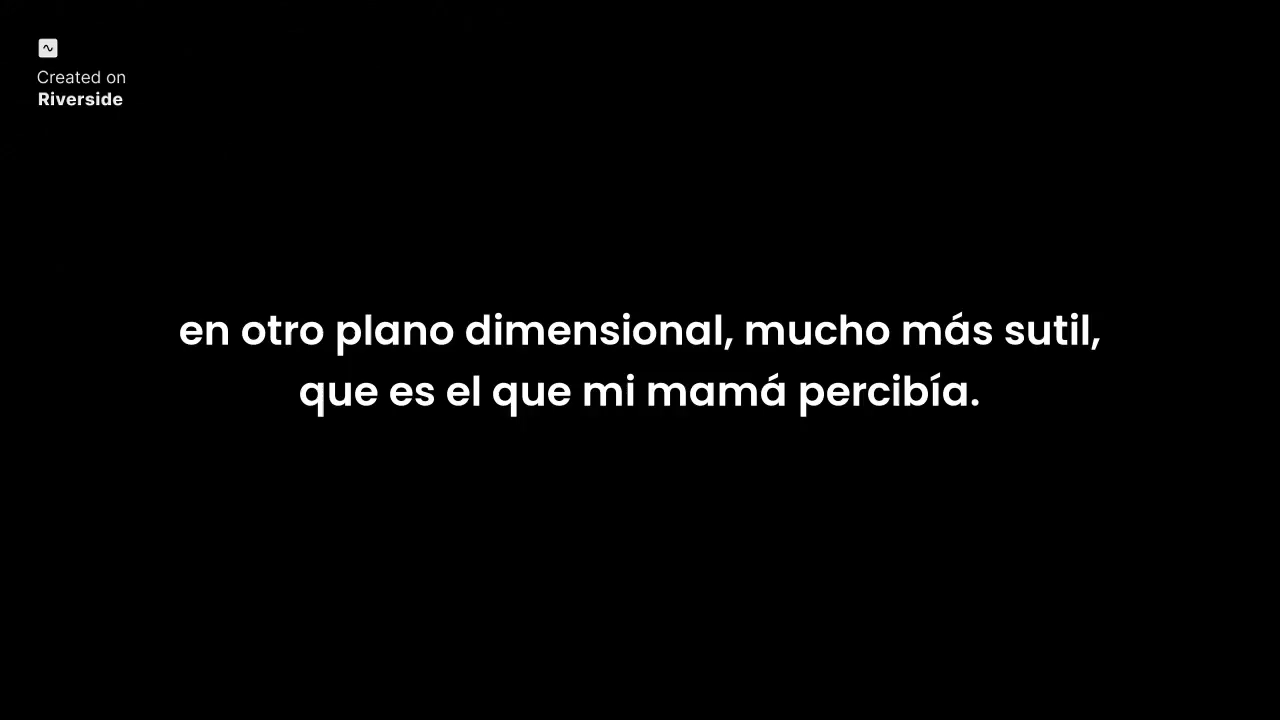 Created on
Riverside
en otro plano dimensional, mucho más sutil,
que es el que mi mamá percibía.